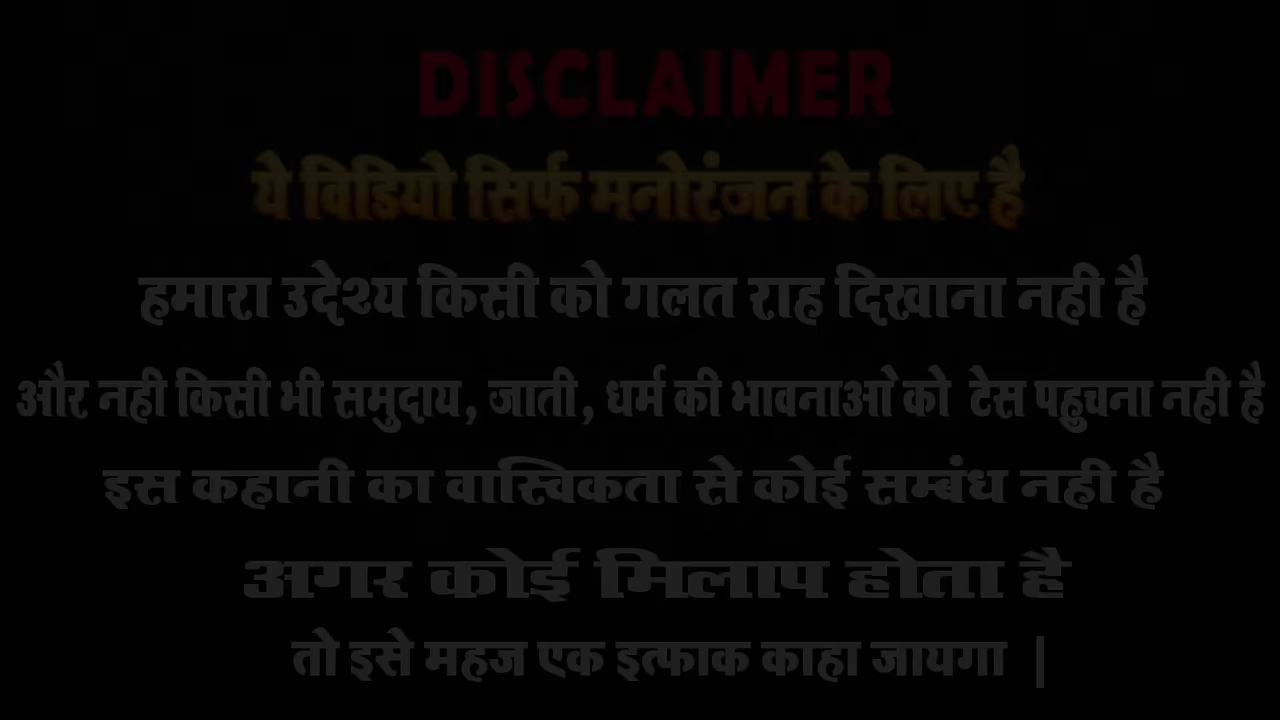 DISCLAIMER
ये विडियो सिर्फ मनोरंजन के लिए है
हमारा उदेश्य किसी को गलत राह दिखाना नही है
और नही किसी भी समुदाय, जाती, धर्म की भावनाओ को टेस पहुचना नही है
इस कहानी का वास्विकता से कोई सम्बंध नही है
अगर कोई मिलाप होता है
तो इसे महज एक इत्फाक काहा जायगा |